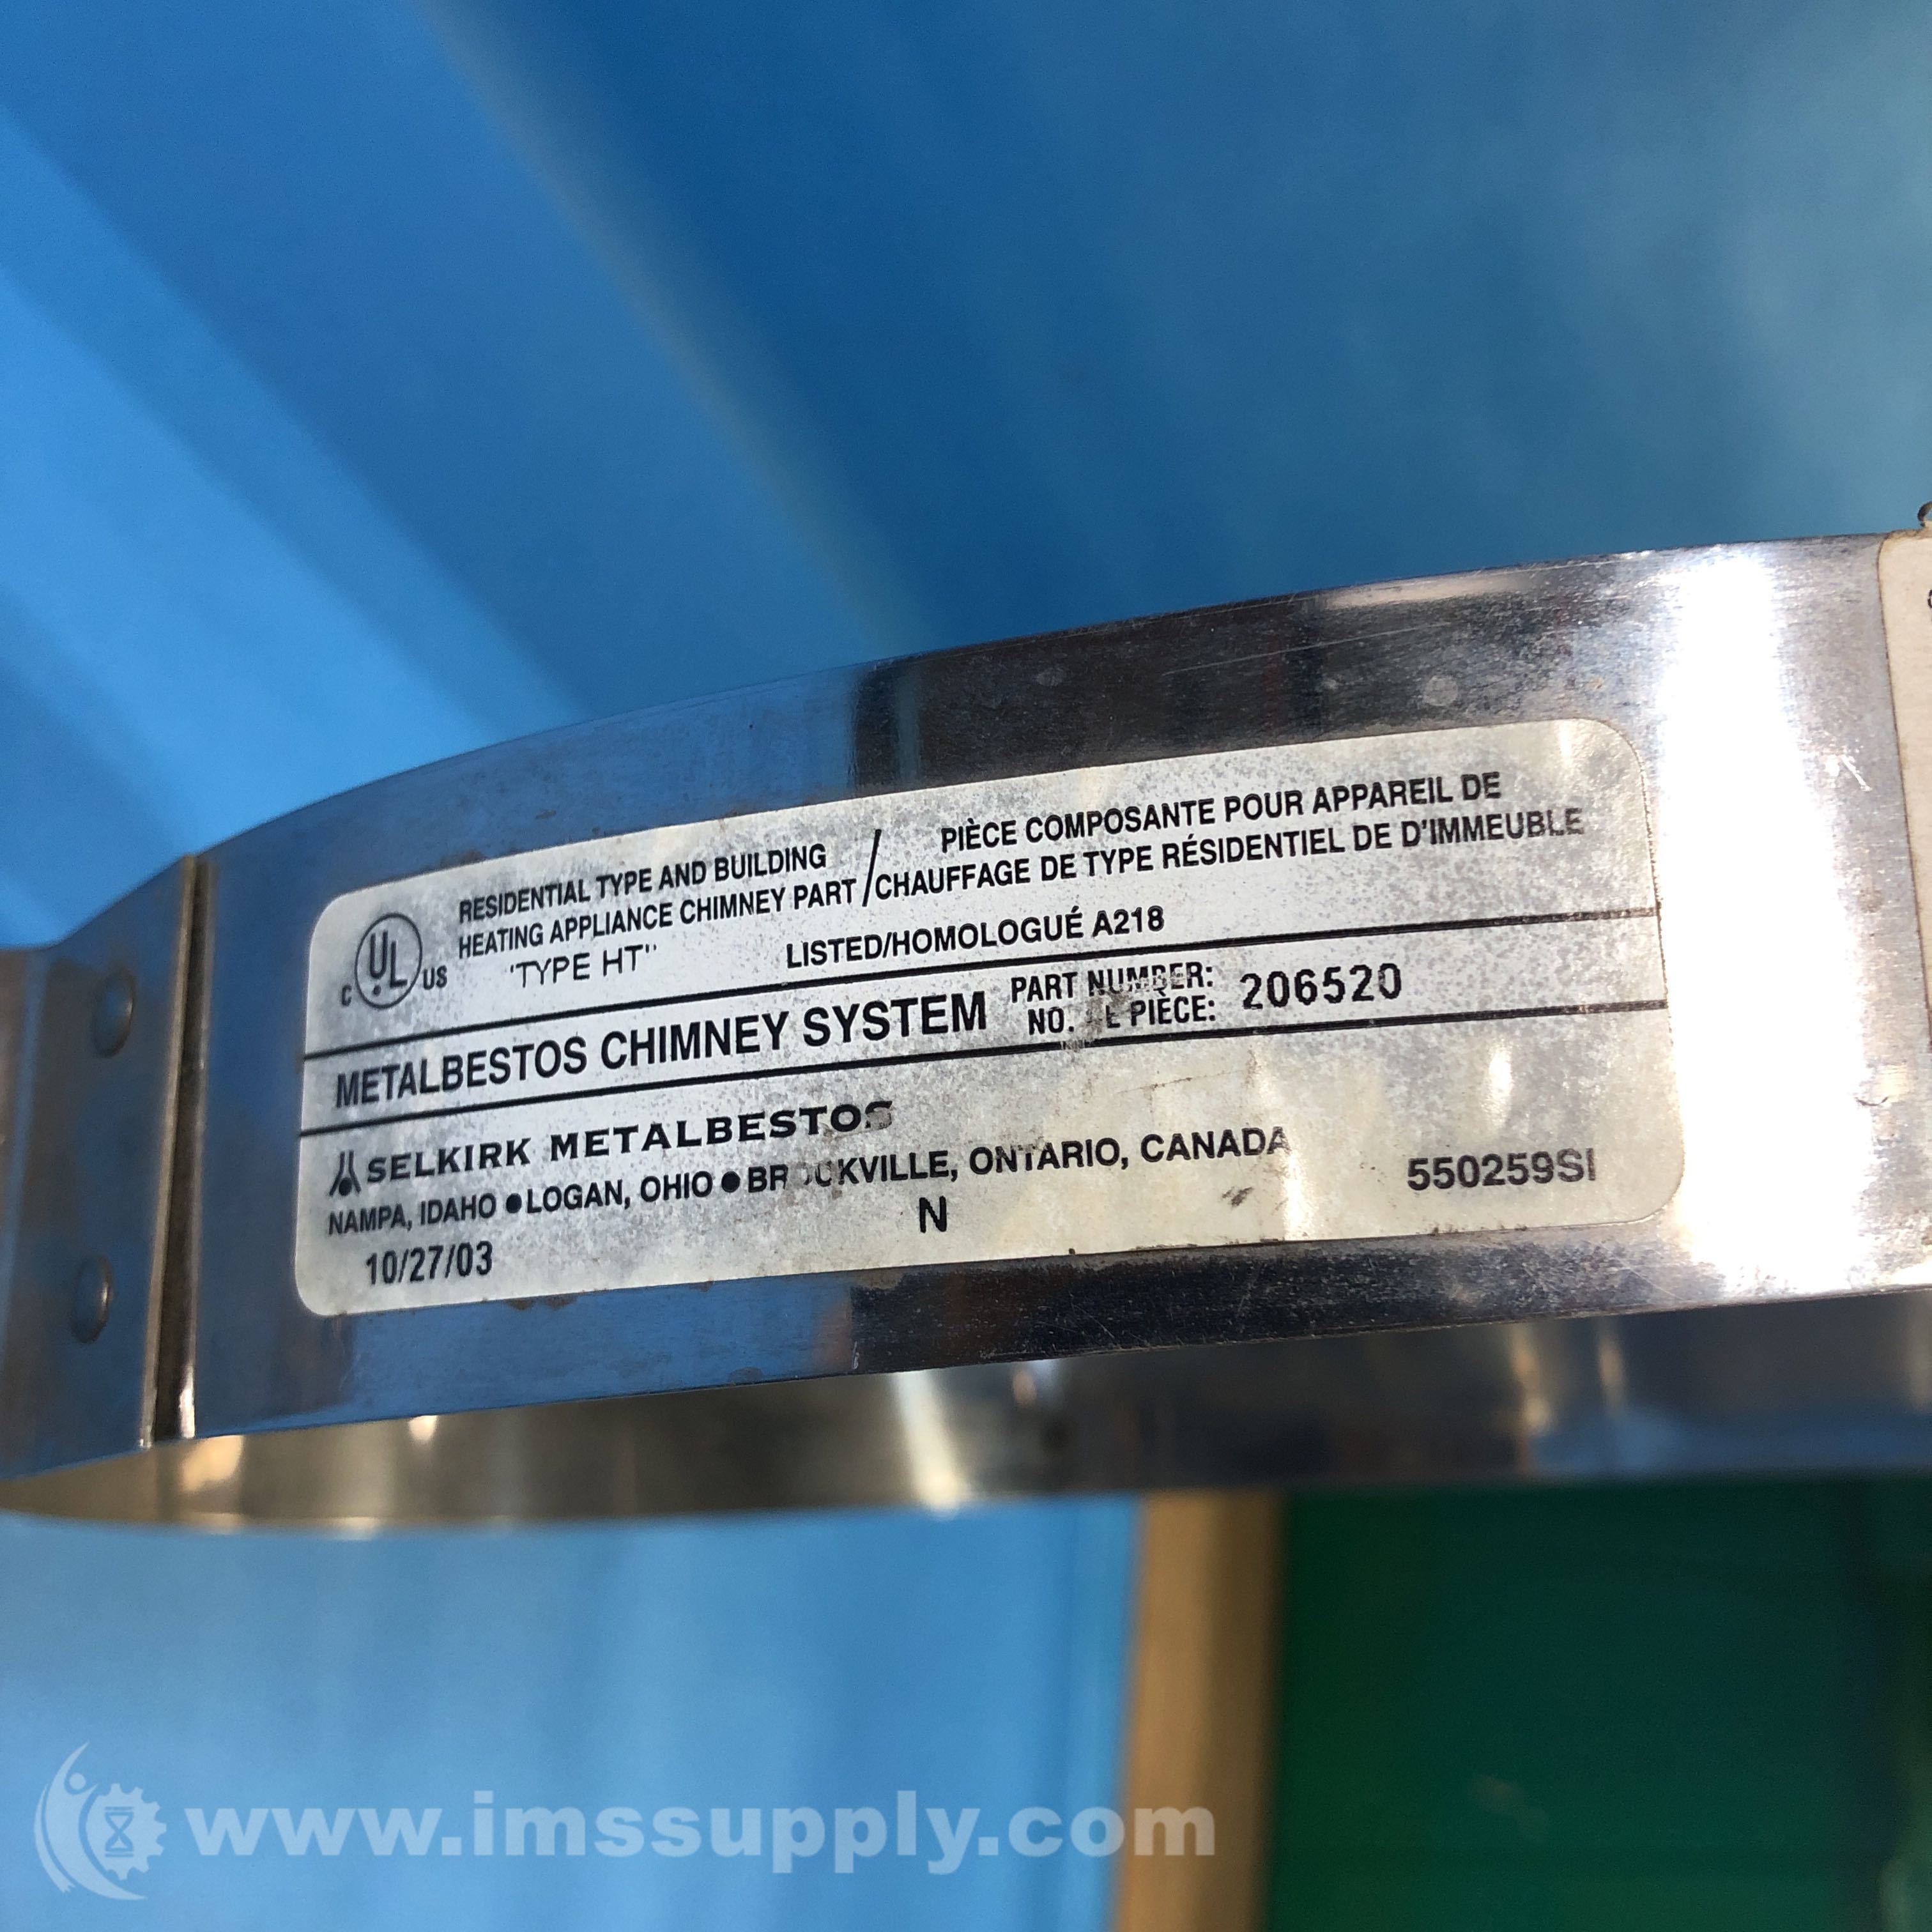 RESIDENTIAL TYPE AND BUILDING / PIÈCE COMPOSANTE POUR APPAREIL DE
HEATING APPLIANCE CHIMNEY PART / CHAUFFAGE DE TYPE RÉSIDENTIEL DE D'IMMEUBLE
C UL US 'TYPE HT" LISTED/HOMOLOGUÉ A218
METALBESTOS CHIMNEY SYSTEM PART NUMBER: 206520
NO. PIÈCE:
SELKIRK METALBESTOS
NAMPA, IDAHO ● LOGAN, OHIO ● BROCKVILLE, ONTARIO, CANADA 550259SI
10/27/03 N
www.imssupply.com